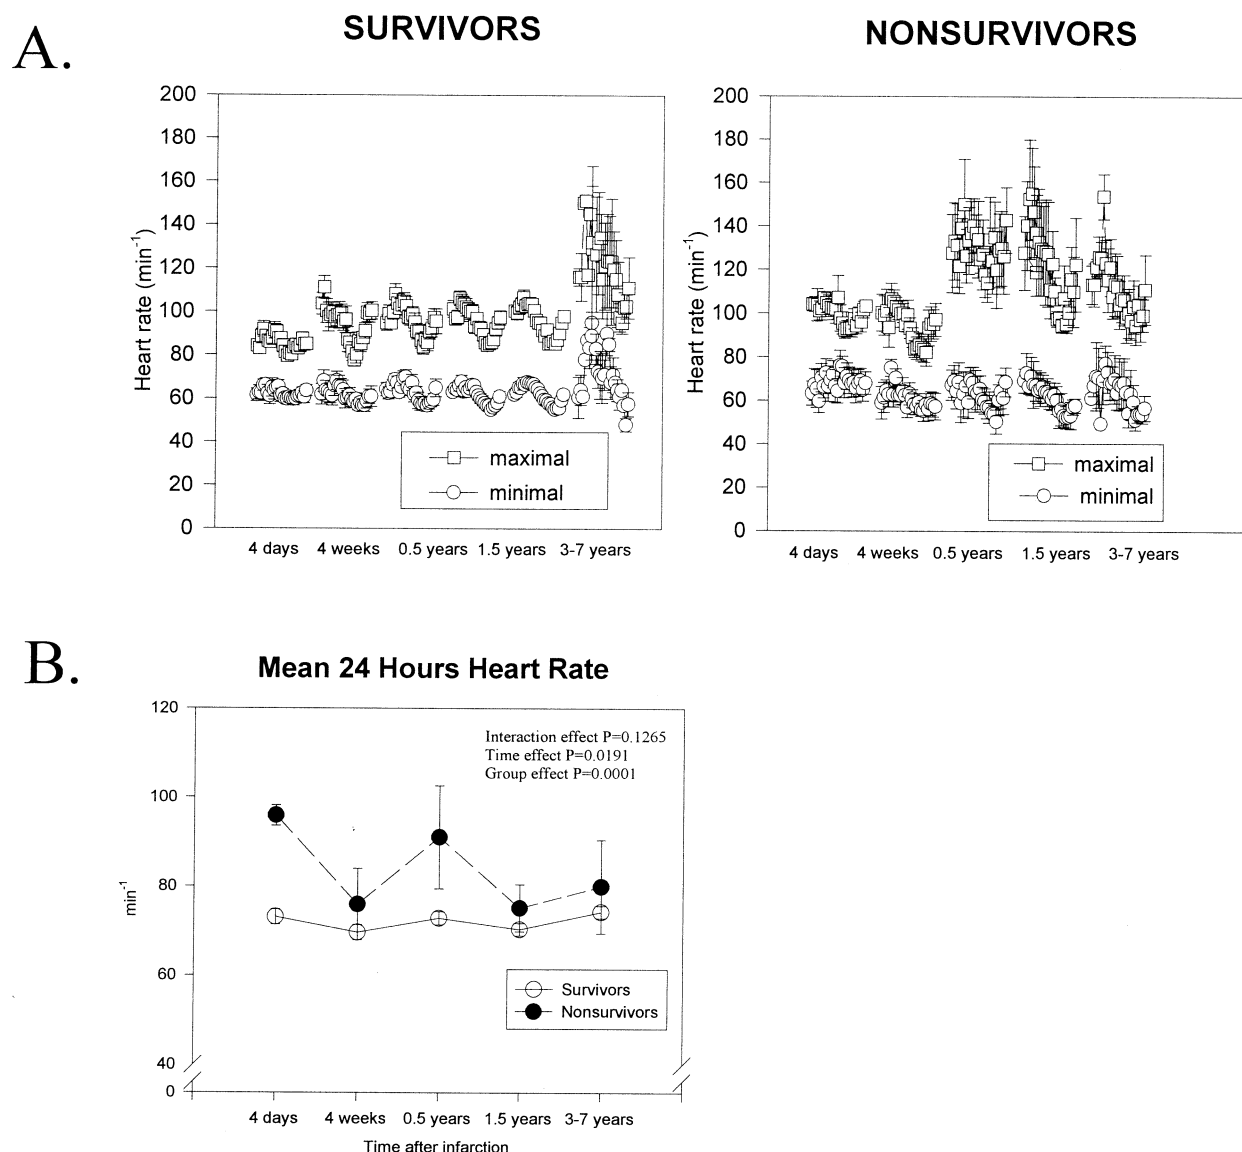 A.
SURVIVORS
NONSURVIVORS
Heart rate (min-1)
200
180
160
140
120
100
80
60
40
20
0
maximal
minimal
4 days 4 weeks 0.5 years 1.5 years 3-7 years
Heart rate (min-1)
200
180
160
140
120
100
80
60
40
20
0
maximal
minimal
4 days 4 weeks 0.5 years 1.5 years 3-7 years
B.
Mean 24 Hours Heart Rate
min-1
120
100
80
60
40
0
Interaction effect P=0.1265
Time effect P=0.0191
Group effect P=0.0001
Survivors
Nonsurvivors
4 days 4 weeks 0.5 years 1.5 years 3-7 years
Time after infarction